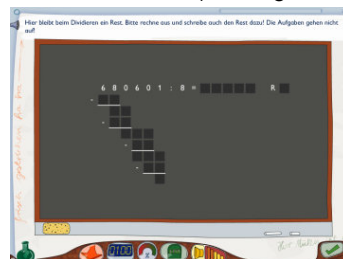 Hier bleibt beim Dividieren ein Rest. Bitte rechne aus und schreibe auch den Rest dazu! Die Aufgaben gehen nicht
auf!
6 8 0 6 0 1 : 8 = R
-
-
-
-
0100